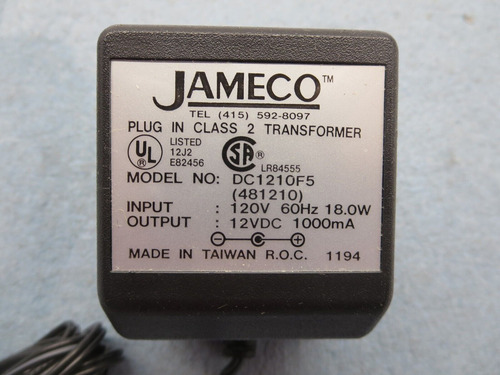 JAMECO™
TEL (415) 592-8097
PLUG IN CLASS 2 TRANSFORMER
UL LISTED
12J2
E82456
SA LR84555
MODEL NO: DC1210F5
(481210)
INPUT : 120V 60Hz 18.0W
OUTPUT : 12VDC 1000mA
MADE IN TAIWAN R.O.C. 1194